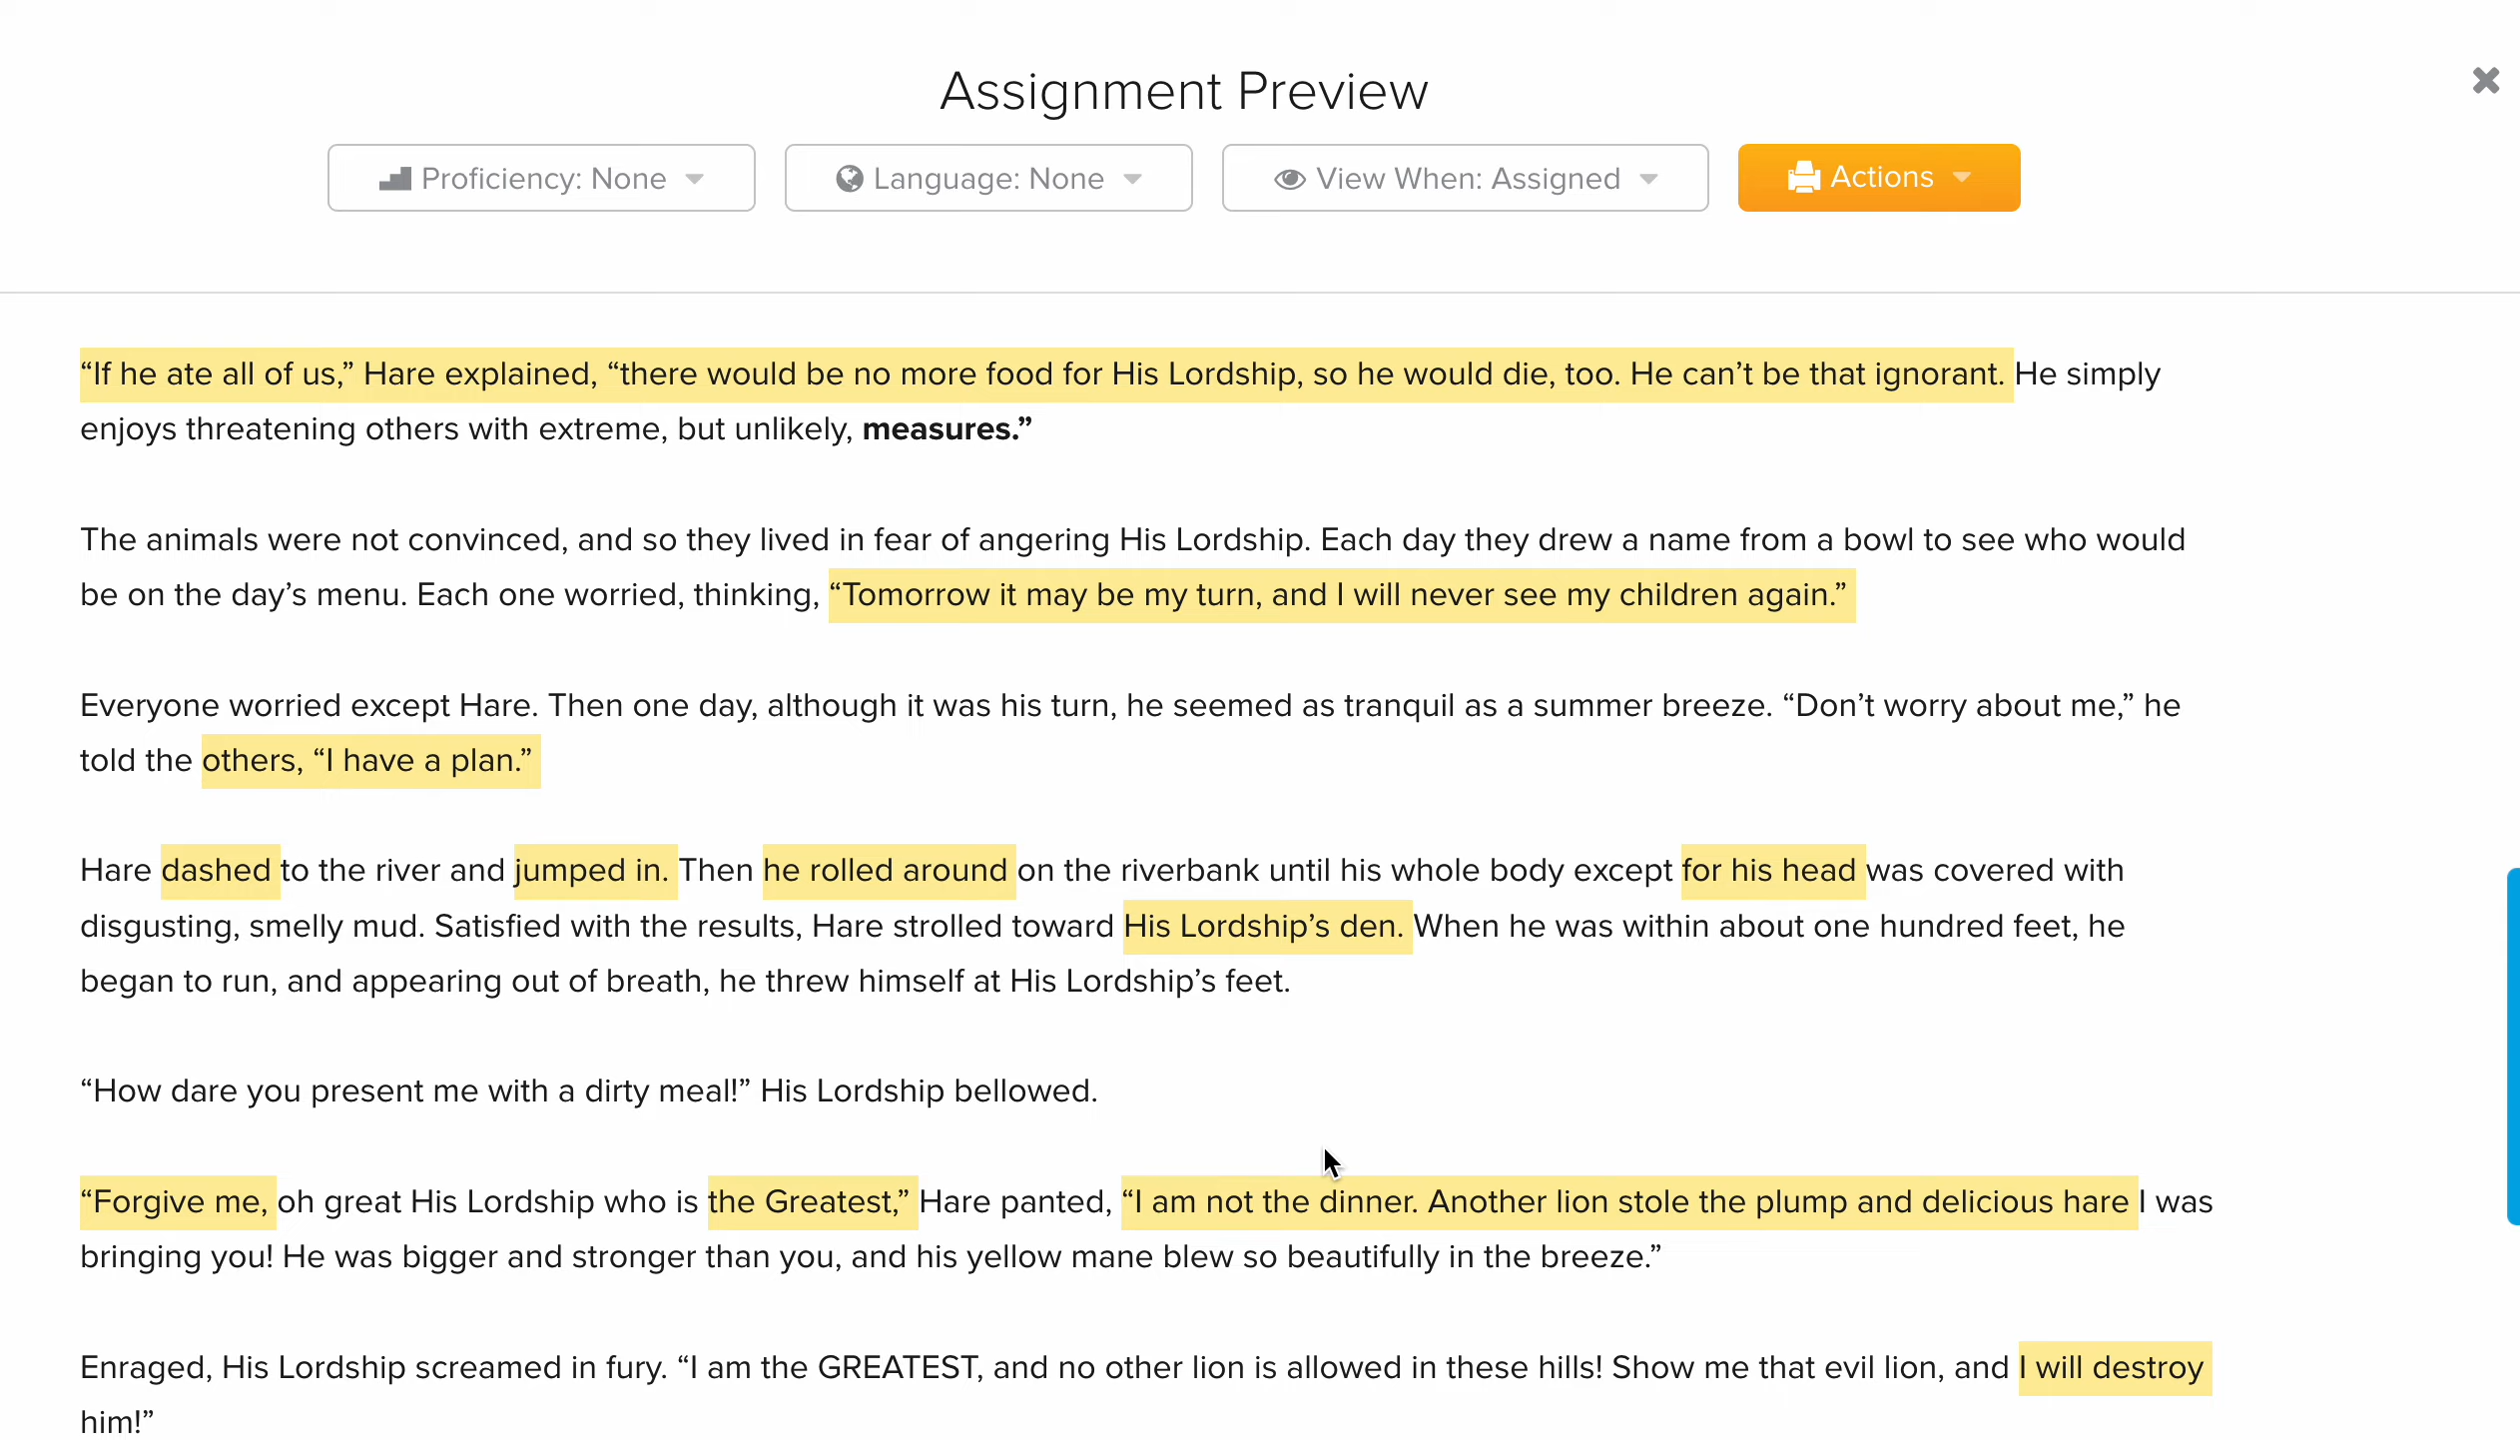 Assignment Preview
Proficiency: None
Language: None
View When: Assigned
Actions
“If he ate all of us,” Hare explained, “there would be no more food for His Lordship, so he would die, too. He can’t be that ignorant. He simply
enjoys threatening others with extreme, but unlikely, measures.”
The animals were not convinced, and so they lived in fear of angering His Lordship. Each day they drew a name from a bowl to see who would
be on the day’s menu. Each one worried, thinking, “Tomorrow it may be my turn, and I will never see my children again.”
Everyone worried except Hare. Then one day, although it was his turn, he seemed as tranquil as a summer breeze. “Don’t worry about me,” he
told the others, “I have a plan.”
Hare dashed to the river and jumped in. Then he rolled around on the riverbank until his whole body except for his head was covered with
disgusting, smelly mud. Satisfied with the results, Hare strolled toward His Lordship’s den. When he was within about one hundred feet, he
began to run, and appearing out of breath, he threw himself at His Lordship’s feet.
“How dare you present me with a dirty meal!” His Lordship bellowed.
“Forgive me, oh great His Lordship who is the Greatest,” Hare panted, “I am not the dinner. Another lion stole the plump and delicious hare I was
bringing you! He was bigger and stronger than you, and his yellow mane blew so beautifully in the breeze.”
Enraged, His Lordship screamed in fury. “I am the GREATEST, and no other lion is allowed in these hills! Show me that evil lion, and I will destroy
him!”